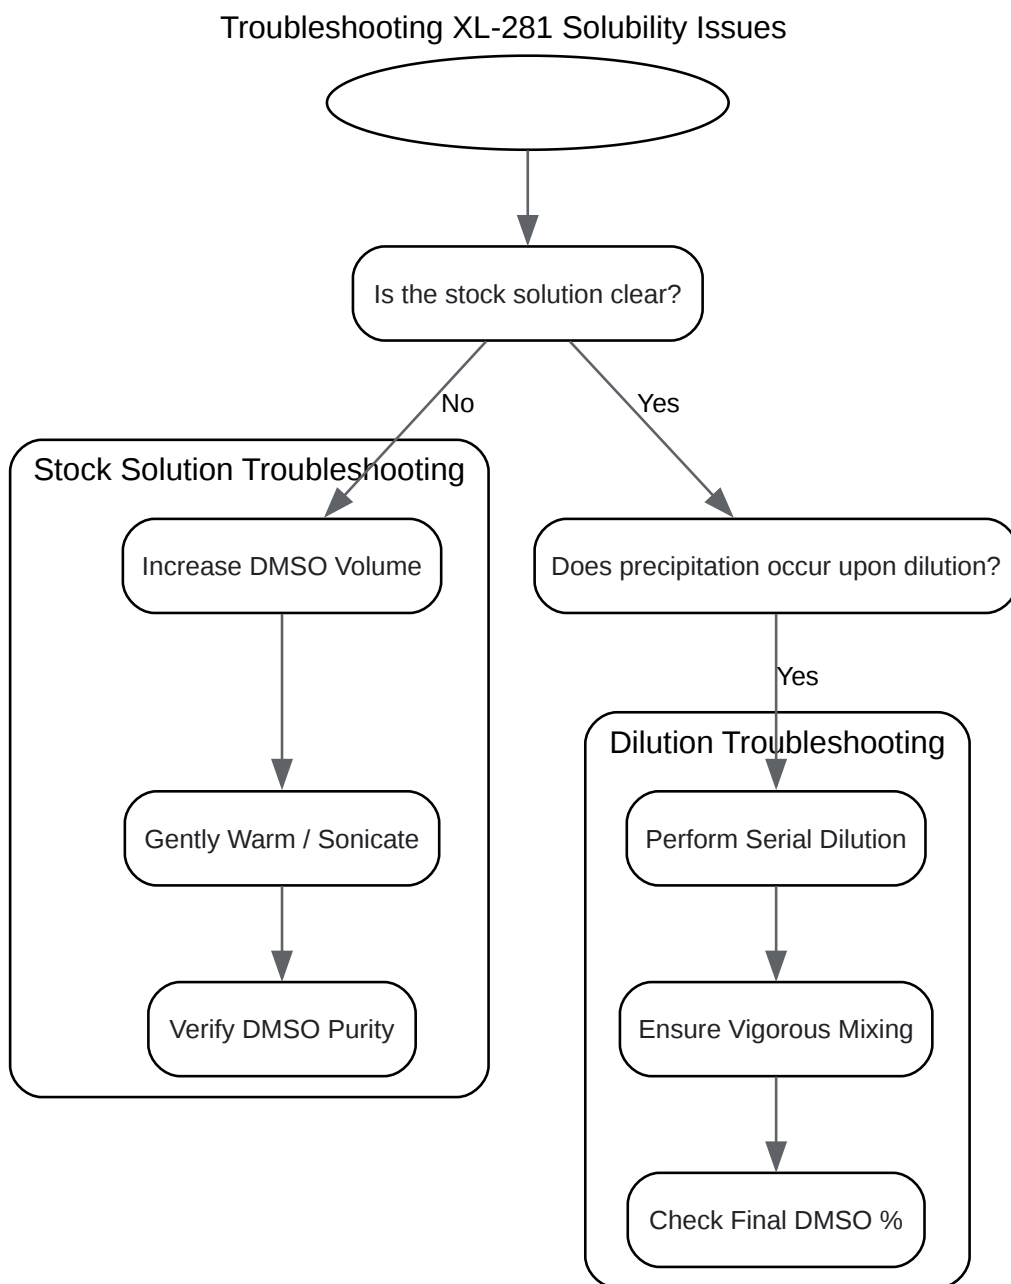 Troubleshooting XL-281 Solubility Issues
Is the stock solution clear?
No
Yes
Stock Solution Troubleshooting
Increase DMSO Volume
Does precipitation occur upon dilution?
Yes
Dilution Troubleshooting
Gently Warm / Sonicate
Perform Serial Dilution
Verify DMSO Purity
Ensure Vigorous Mixing
Check Final DMSO %